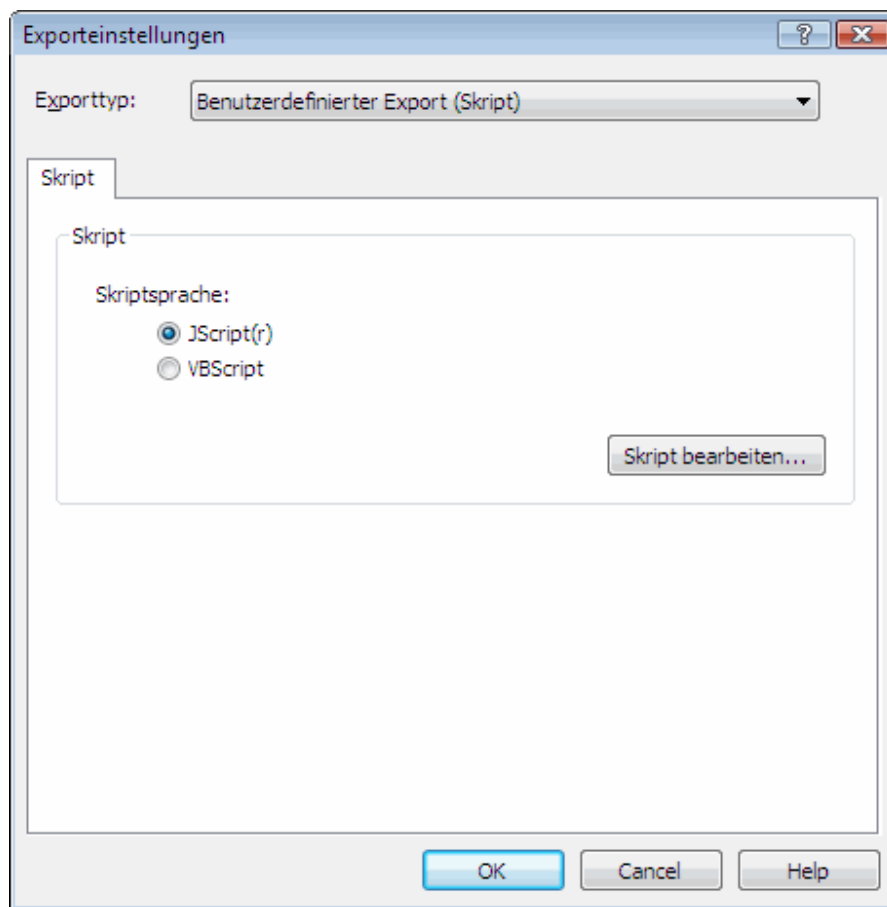 Exporteinstellungen
Exporttyp: Benutzerdefinierter Export (Skript)
Skript
Skript
Skriptsprache:
JScript(r)
VBScript
Skript bearbeiten...
OK Cancel Help